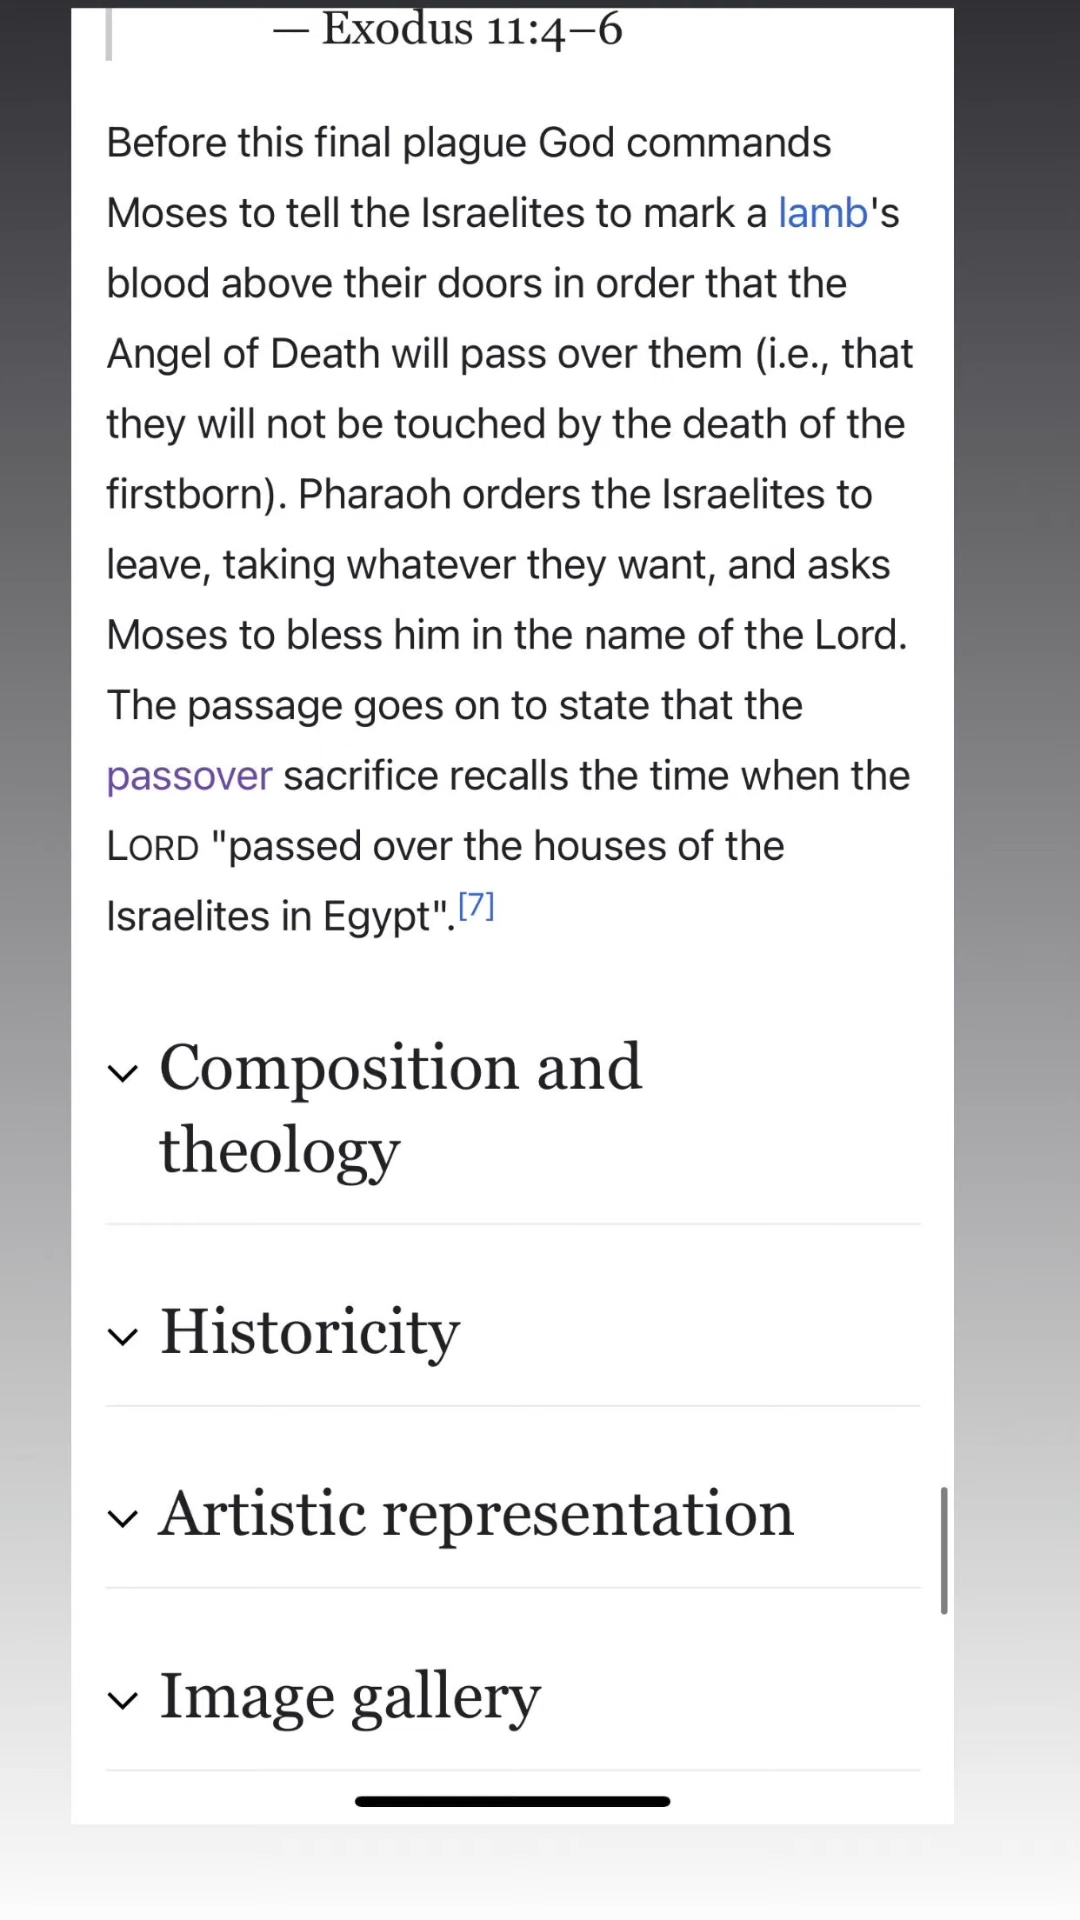 — Exodus 11:4–6
Before this final plague God commands
Moses to tell the Israelites to mark a lamb's
blood above their doors in order that the
Angel of Death will pass over them (i.e., that
they will not be touched by the death of the
firstborn). Pharaoh orders the Israelites to
leave, taking whatever they want, and asks
Moses to bless him in the name of the Lord.
The passage goes on to state that the
passover sacrifice recalls the time when the
LORD "passed over the houses of the
Israelites in Egypt".[7]
Composition and
theology
Historicity
Artistic representation
Image gallery